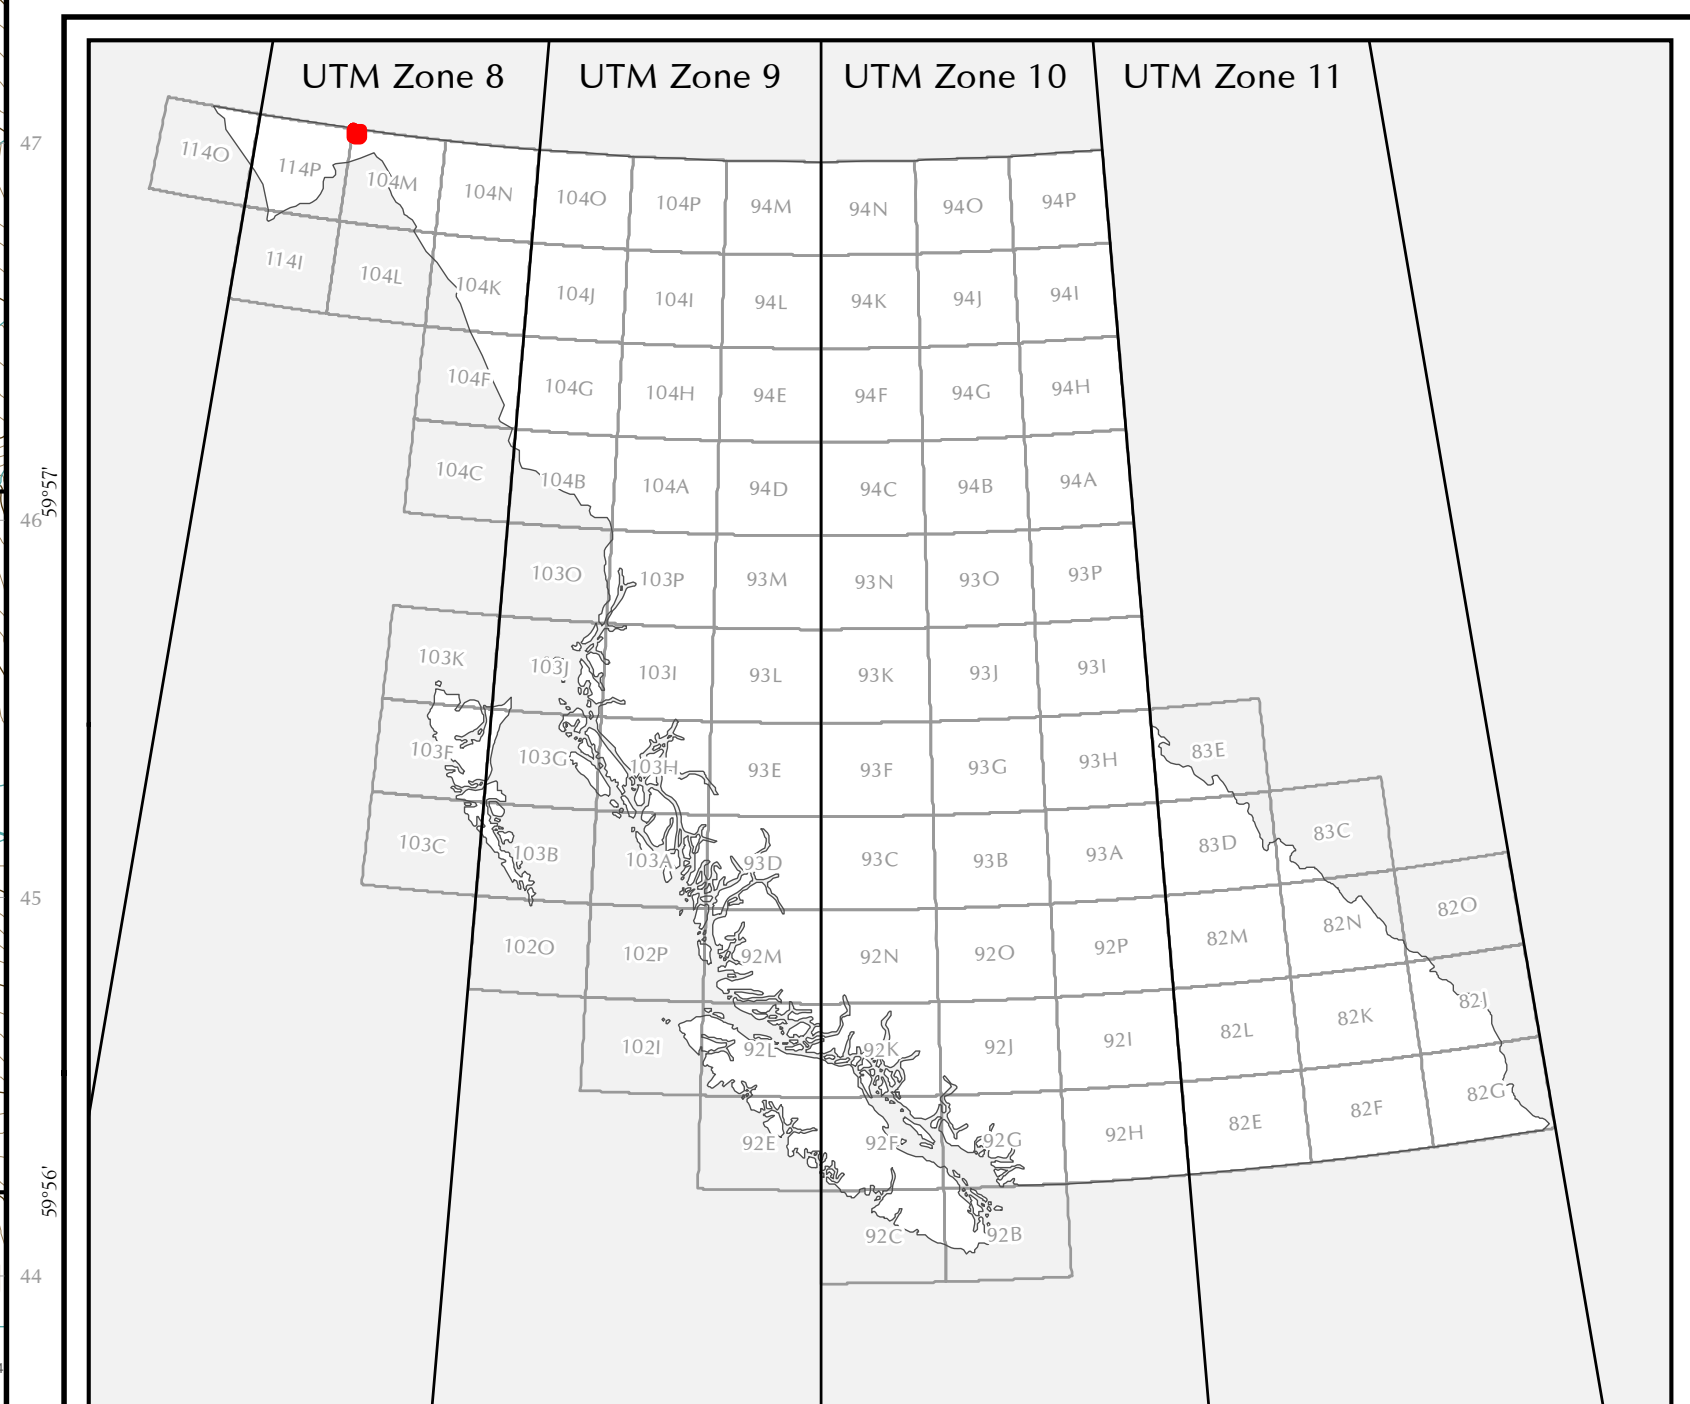 UTM Zone 8 UTM Zone 9 UTM Zone 10 UTM Zone 11
47
114O 114P 104M 104N 104O 104P 94M 94N 94O 94P
114I 104L 104K 104J 104I 94L 94K 94J 94I
104F 104G 104H 94E 94F 94G 94H
104C 104B 104A 94D 94C 94B 94A
59°57'
46
103O 103P 93M 93N 93O 93P
103K 103J 103I 93L 93K 93J 93I
103F 103G 103H 93E 93F 93G 93H 83E
103C 103B 103A 93D 93C 93B 93A 83D 83C
45
102O 102P 92M 92N 92O 92P 82M 82N 82O
102I 92L 92K 92J 92I 82L 82K 82J
92E 92F 92G 92H 82E 82F 82G
59°56'
92C 92B
44